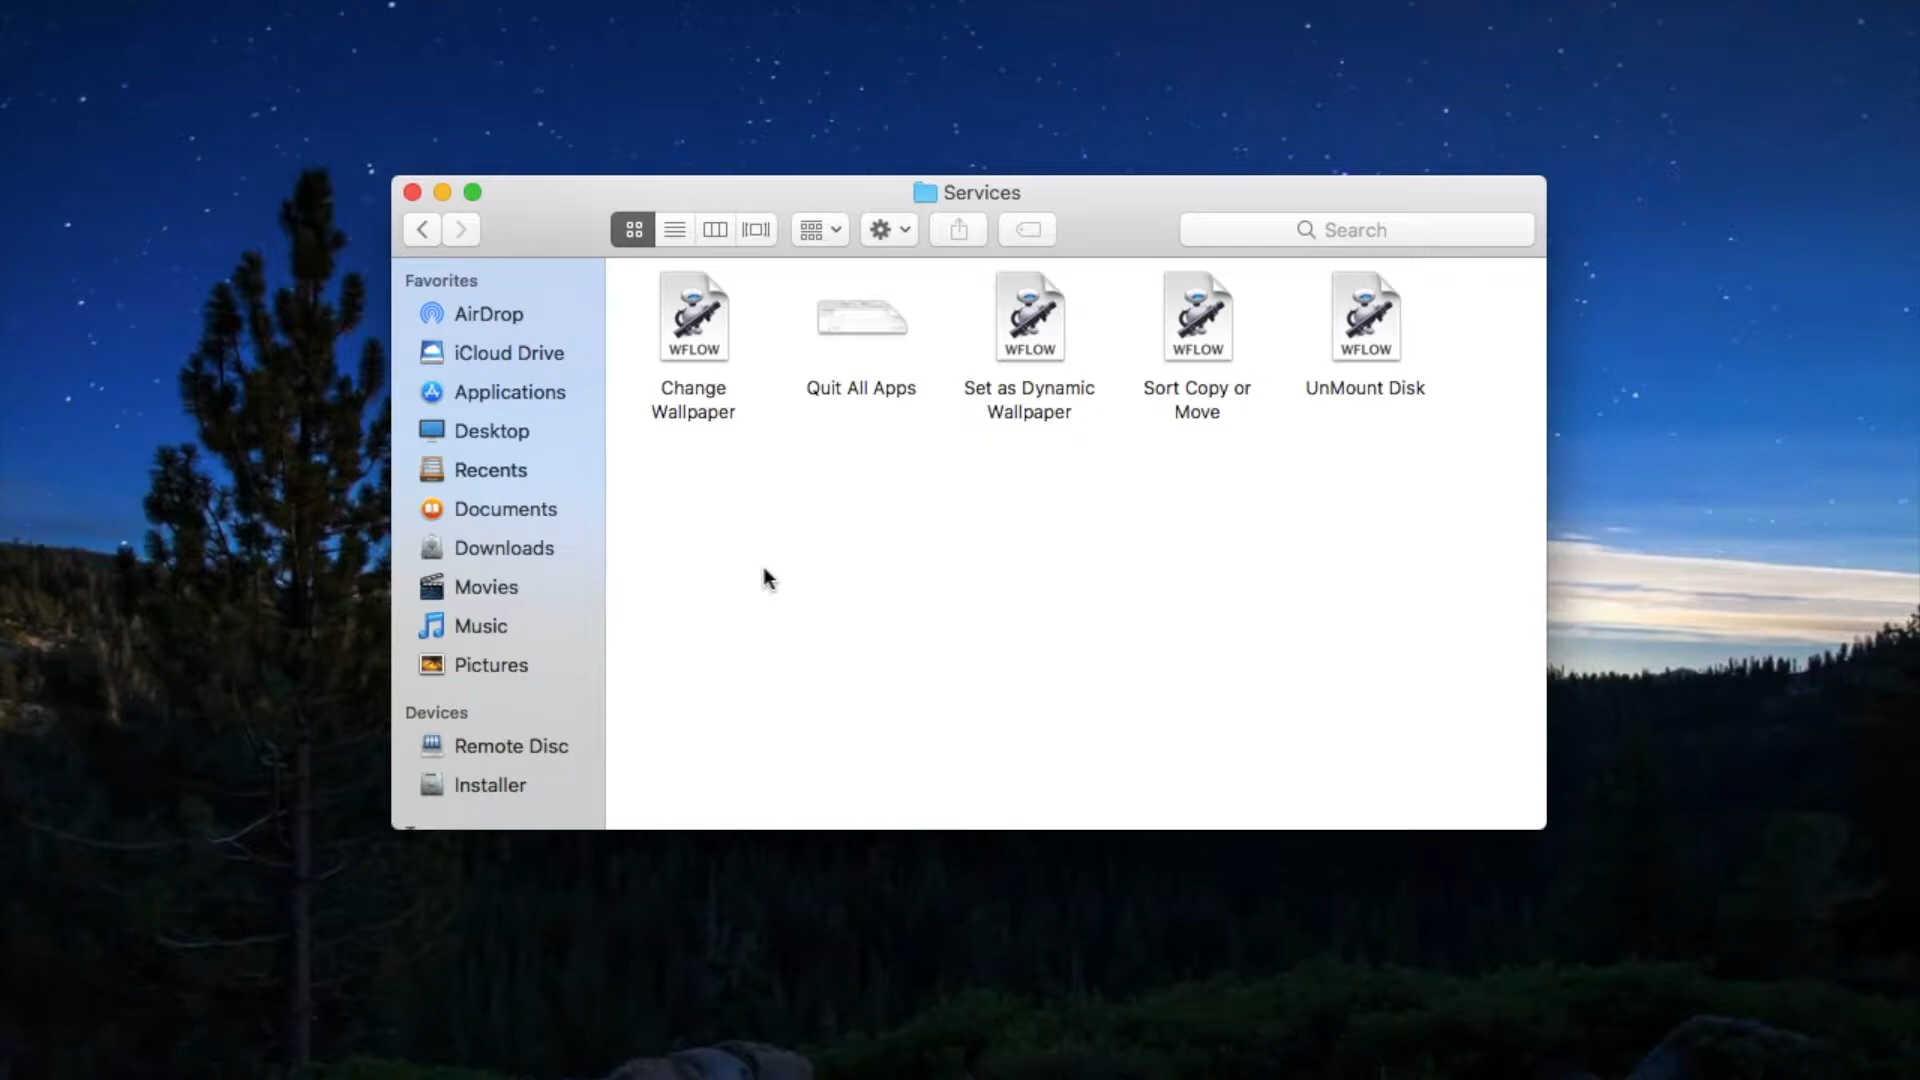 Services
Search
Favorites
AirDrop
iCloud Drive
Applications
Desktop
Recents
Documents
Downloads
Movies
Music
Pictures
Devices
Remote Disc
Installer
WFLOW
WFLOW
WFLOW
WFLOW
Change
Wallpaper
Quit All Apps
Set as Dynamic
Wallpaper
Sort Copy or
Move
UnMount Disk